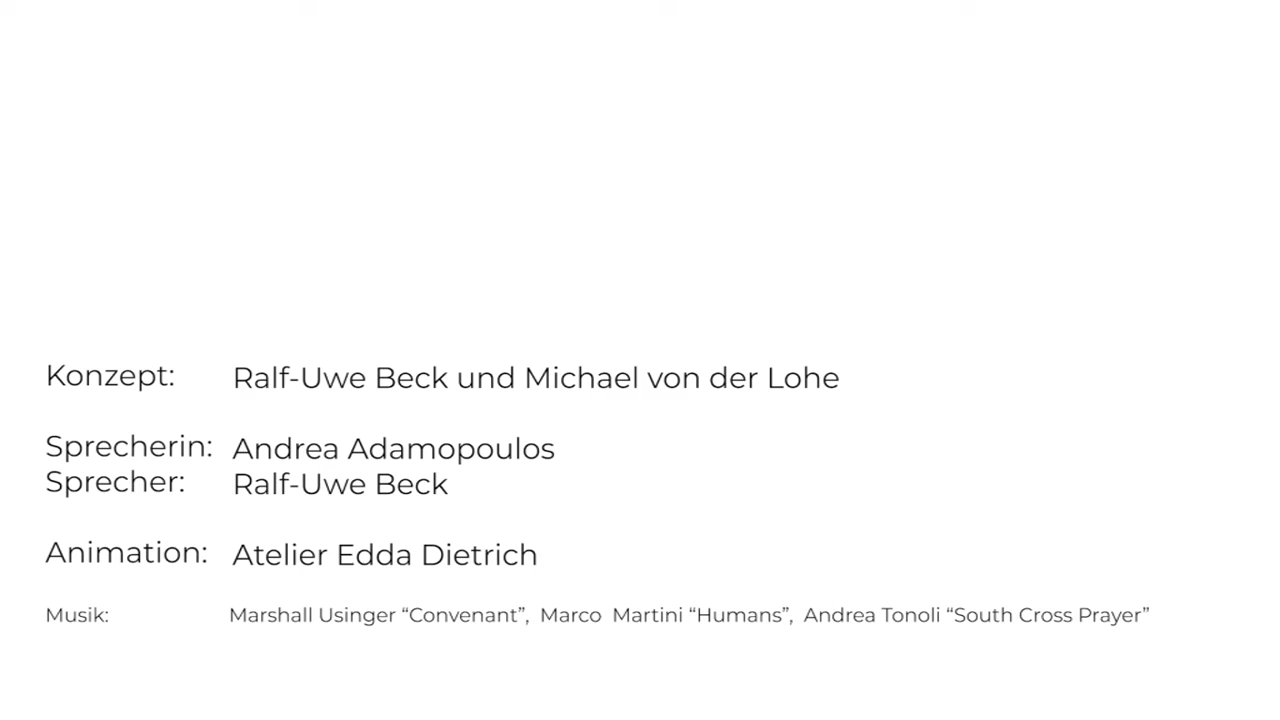 Konzept: Ralf-Uwe Beck und Michael von der Lohe
Sprecherin: Andrea Adamopoulos
Sprecher: Ralf-Uwe Beck
Animation: Atelier Edda Dietrich
Musik: Marshall Usinger “Convenant”, Marco Martini “Humans”, Andrea Tonoli “South Cross Prayer”